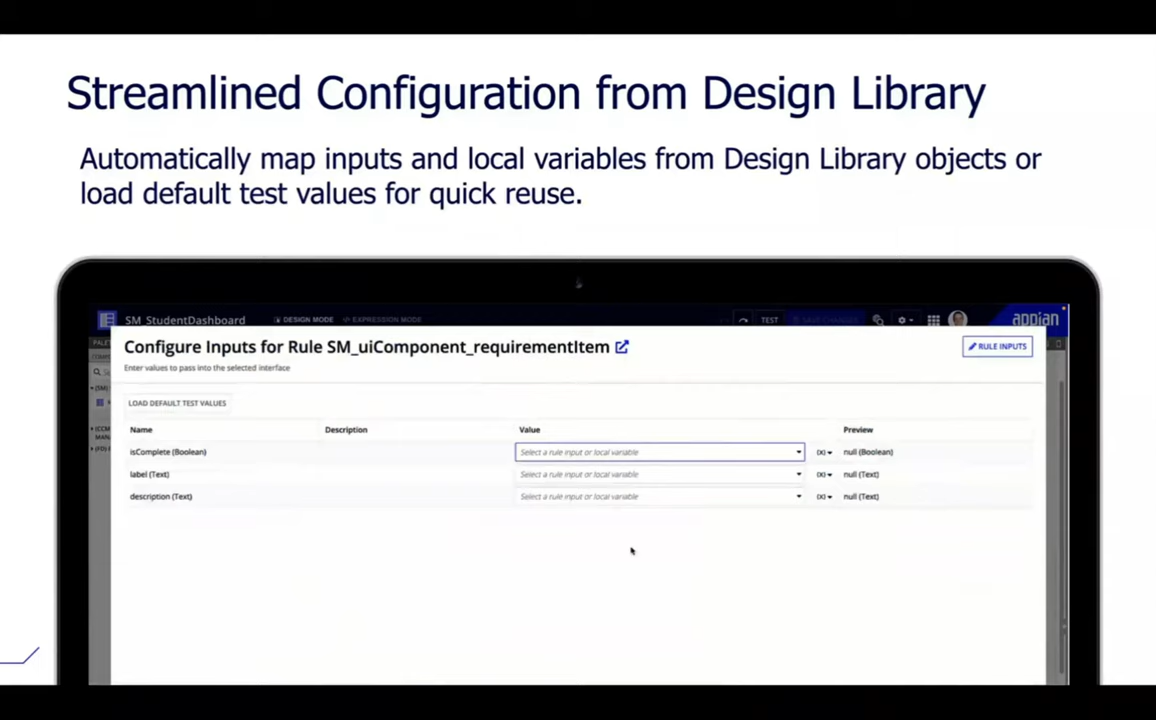 Streamlined Configuration from Design Library
Automatically map inputs and local variables from Design Library objects or
load default test values for quick reuse.
SM_StudentDashboard
DESIGN MODE
EXPRESSION MODE
TEST
SAVE CHANGES
appian
Configure Inputs for Rule SM_uiComponent_requirementItem
RULE INPUTS
Enter values to pass into the selected interface
LOAD DEFAULT TEST VALUES
Name Description Value Preview
isComplete (Boolean) Select a rule input or local variable (x) null (Boolean)
label (Text) Select a rule input or local variable (x) null (Text)
description (Text) Select a rule input or local variable (x) null (Text)